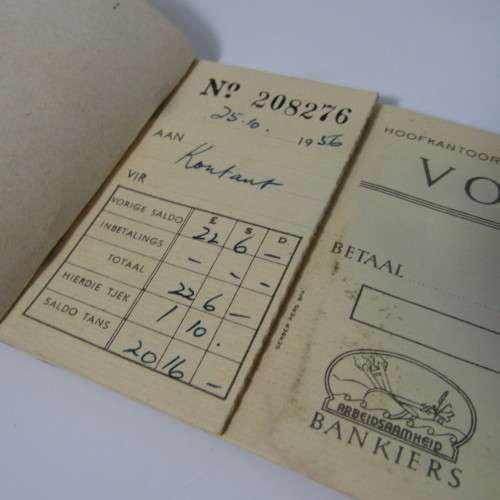 Nº 208276
25.10. 1956
AAN Kontant
VIR
£ S D
VORIGE SALDO 22 6 —
INBETALINGS — — —
TOTAAL 22 6 —
HIERDIE TJEK 1 10 .
SALDO TANS 20 16 —
HOOFKANTOOR
VO
BETAAL
ARBEIDSAAMHEID
BANKIERS